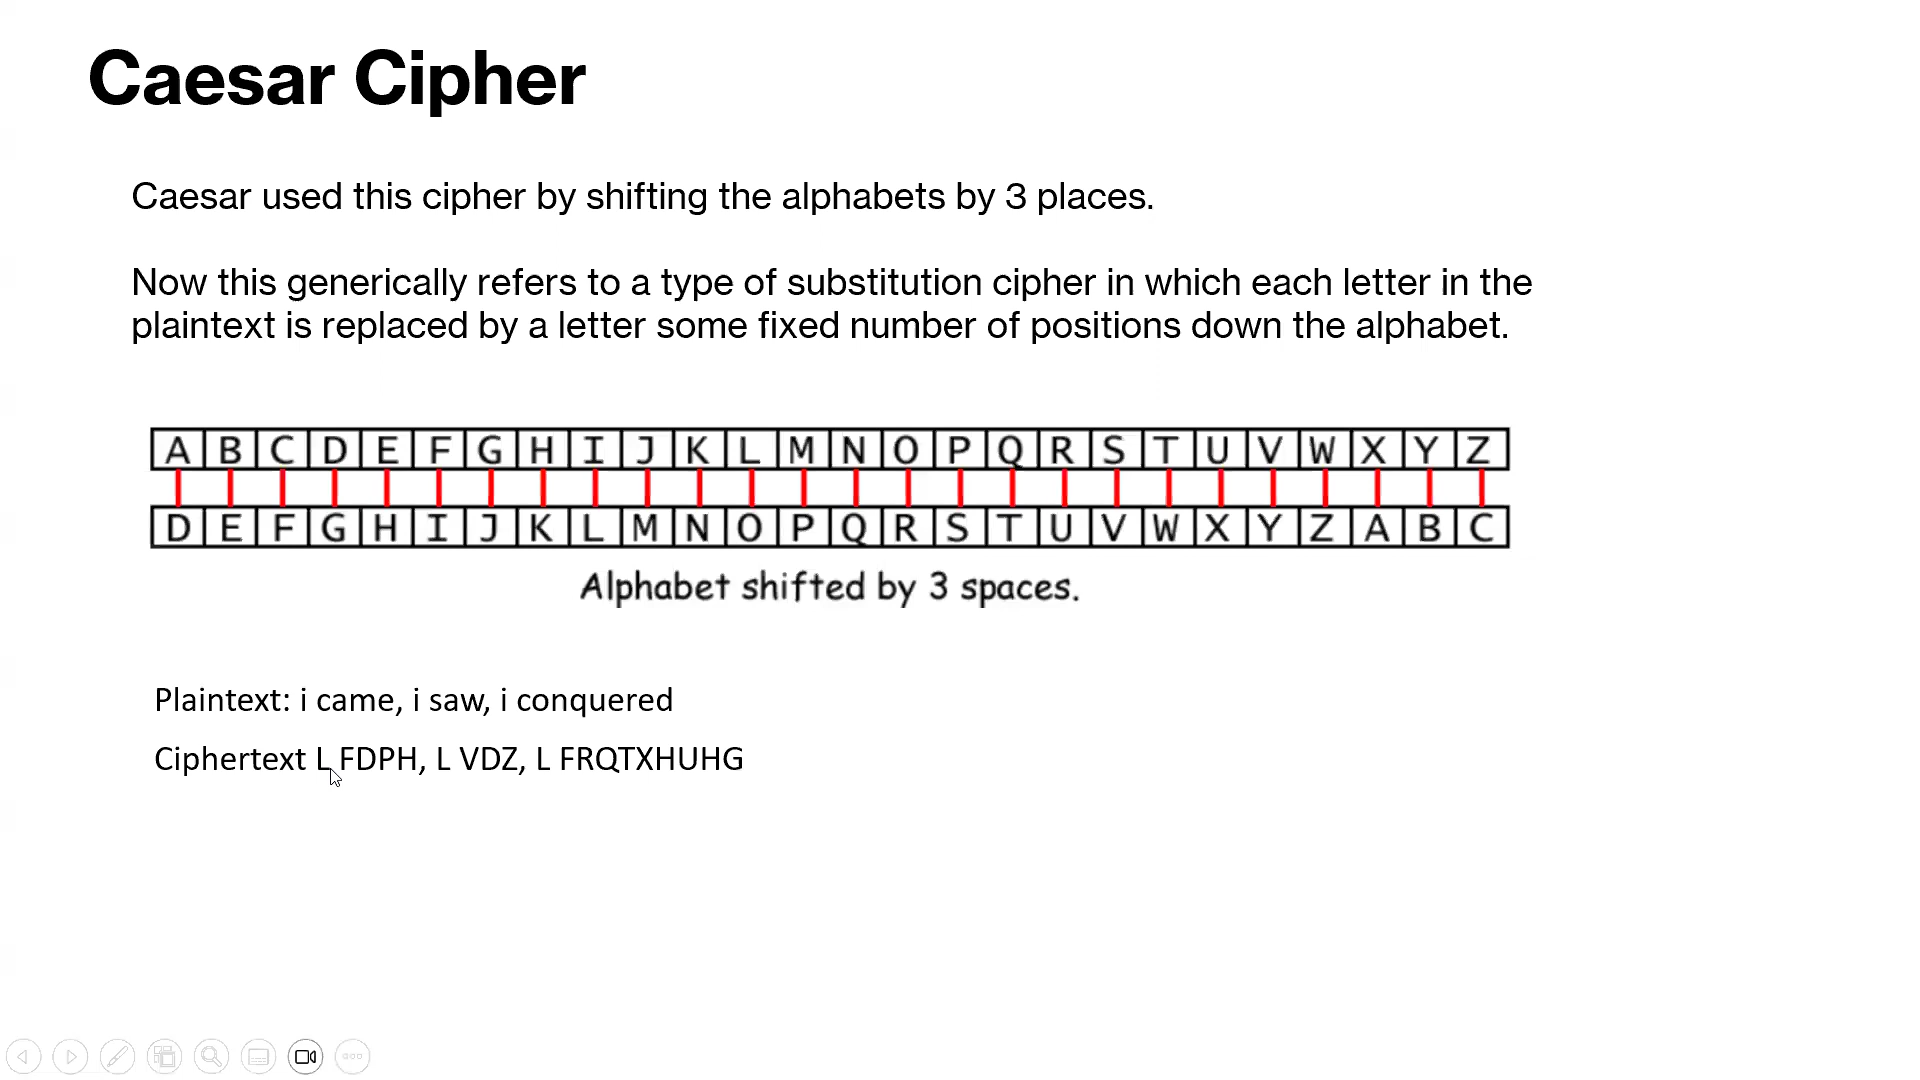 Caesar Cipher
Caesar used this cipher by shifting the alphabets by 3 places.
Now this generically refers to a type of substitution cipher in which each letter in the
plaintext is replaced by a letter some fixed number of positions down the alphabet.
A B C D E F G H I J K L M N O P Q R S T U V W X Y Z
D E F G H I J K L M N O P Q R S T U V W X Y Z A B C
Alphabet shifted by 3 spaces.
Plaintext: i came, i saw, i conquered
Ciphertext L FDPH, L VDZ, L FRQTXHUHG